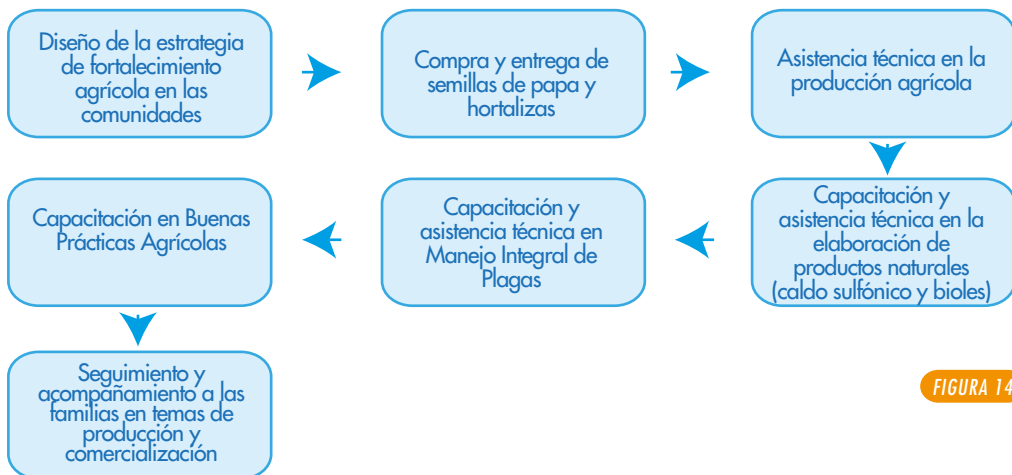 Diseño de la estrategia
de fortalecimiento
agrícola en las
comunidades
Compra y entrega de
semillas de papa y
hortalizas
Asistencia técnica en la
producción agrícola
Capacitación y
asistencia técnica en la
elaboración de
productos naturales
(caldo sulfónico y bioles)
Capacitación y
asistencia técnica en
Manejo Integral de
Plagas
Capacitación en Buenas
Prácticas Agrícolas
Seguimiento y
acompañamiento a las
familias en temas de
producción y
comercialización
FIGURA 14